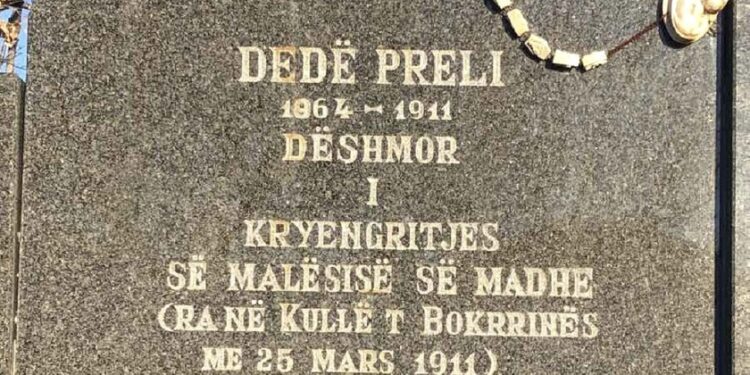 DEDË PRELI
1864 - 1911
DËSHMOR
I
KRYENGRITJES
SË MALËSISË SË MADHE
(RA NË KULLË T BOKRRINËS
ME 25 MARS 1911)